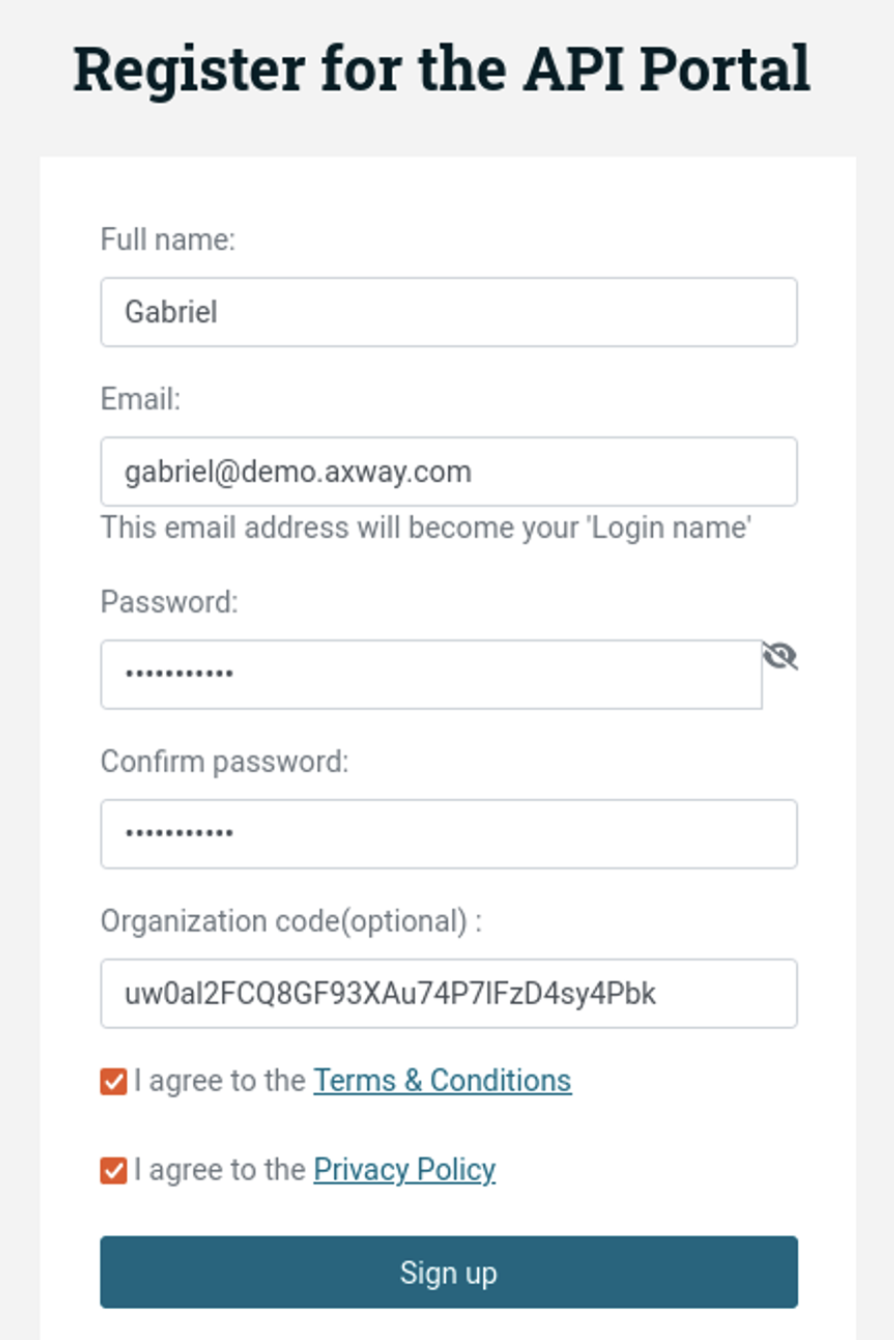 Register for the API Portal
Full name:
Gabriel
Email:
gabriel@demo.axway.com
This email address will become your 'Login name'
Password:
•••••••••••
Confirm password:
•••••••••••
Organization code(optional) :
uw0al2FCQ8GF93XAu74P7lFzD4sy4Pbk
I agree to the Terms & Conditions
I agree to the Privacy Policy
Sign up